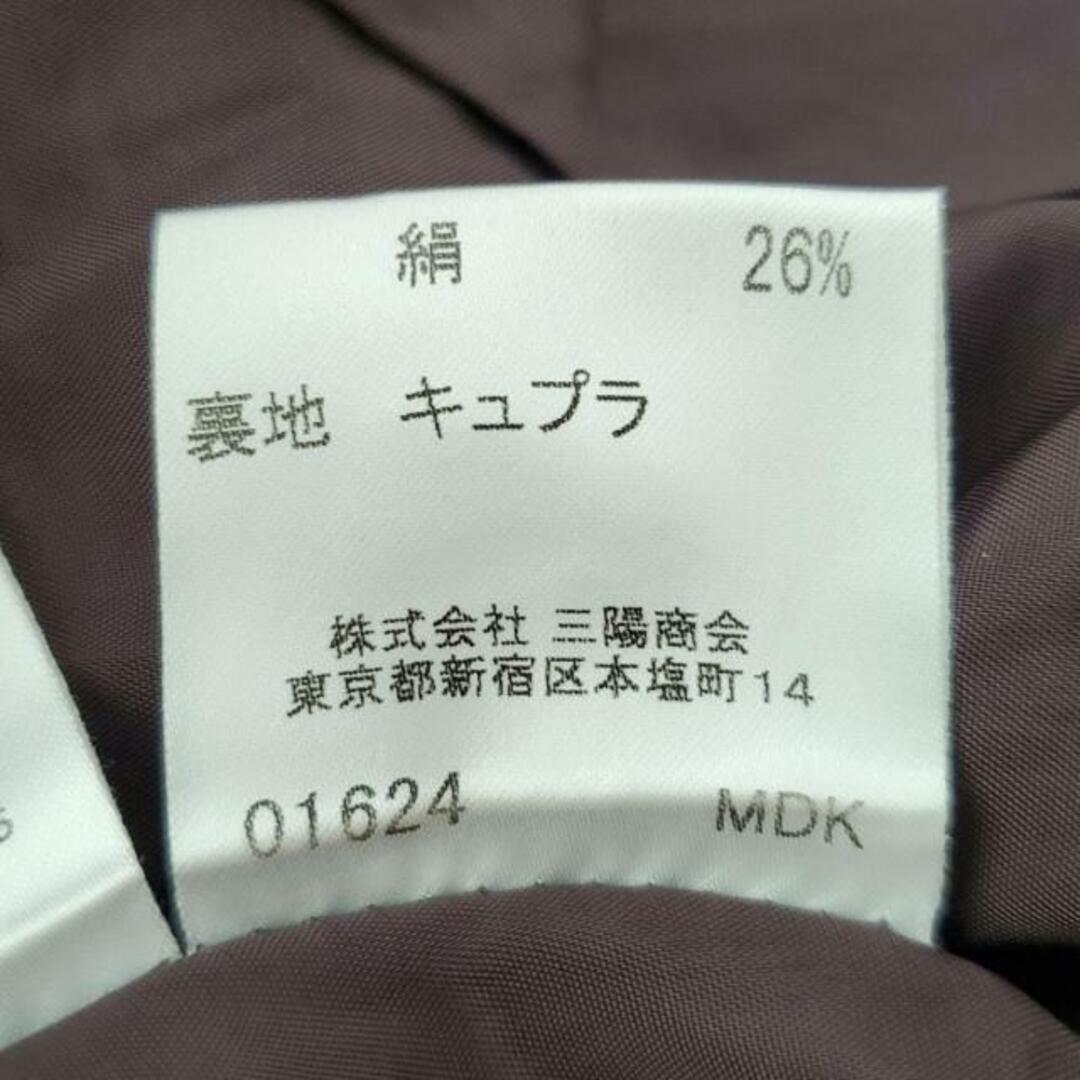 絹 26%
裏地 キュプラ
株式会社 三陽商会
東京都新宿区本塩町14
01624 MDK